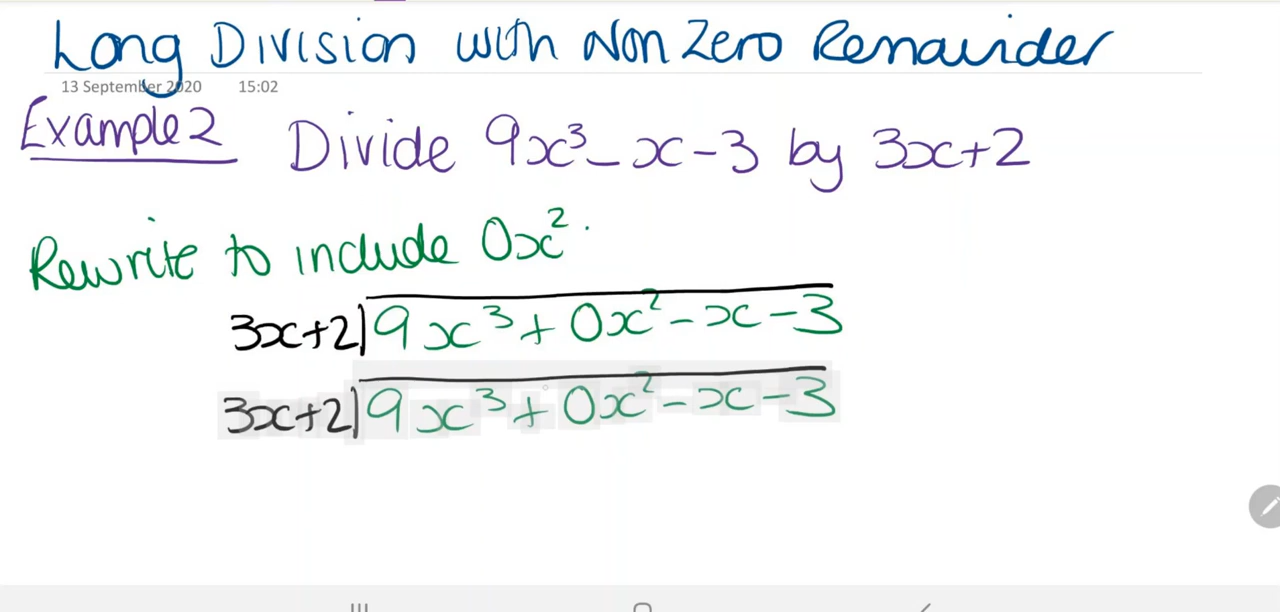 Long Division with Non Zero Remainder
13 September 2020 15:02
Example 2 Divide 9x³ - x - 3 by 3x+2
Rewrite to include 0x².
3x+2)9x³ + 0x² - x - 3
3x+2)9x³ + 0x² - x - 3